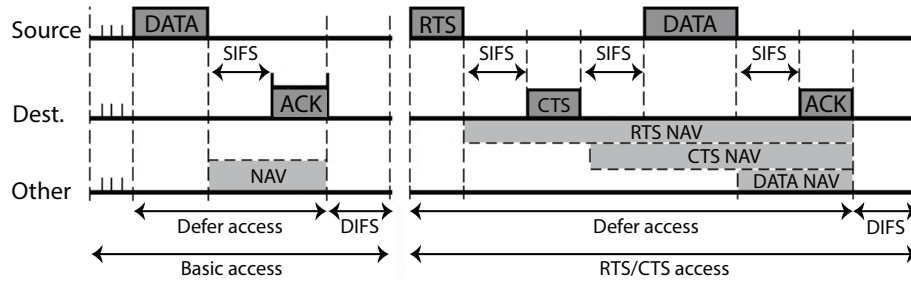 Source
DATA
RTS
DATA
SIFS
SIFS
SIFS
SIFS
Dest.
ACK
CTS
ACK
RTS NAV
CTS NAV
Other
NAV
DATA NAV
Defer access
DIFS
Defer access
DIFS
Basic access
RTS/CTS access